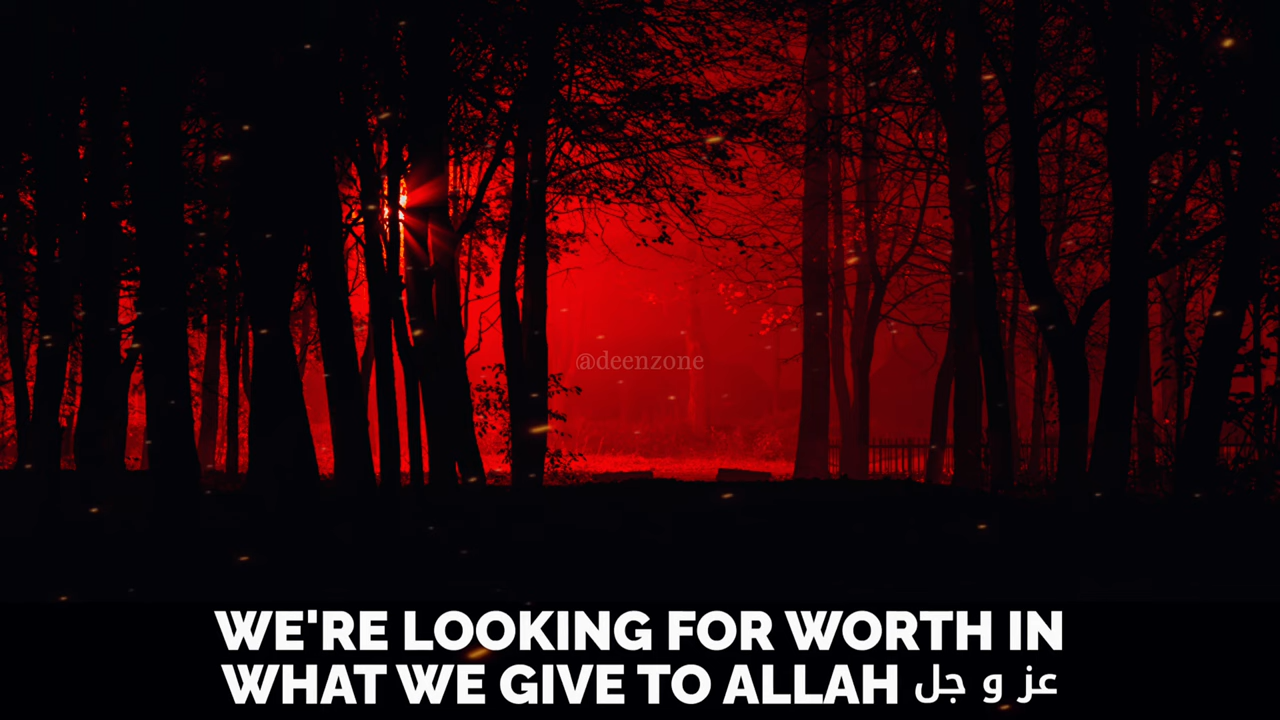 @deenzone
WE'RE LOOKING FOR WORTH IN
WHAT WE GIVE TO ALLAH عز و جل